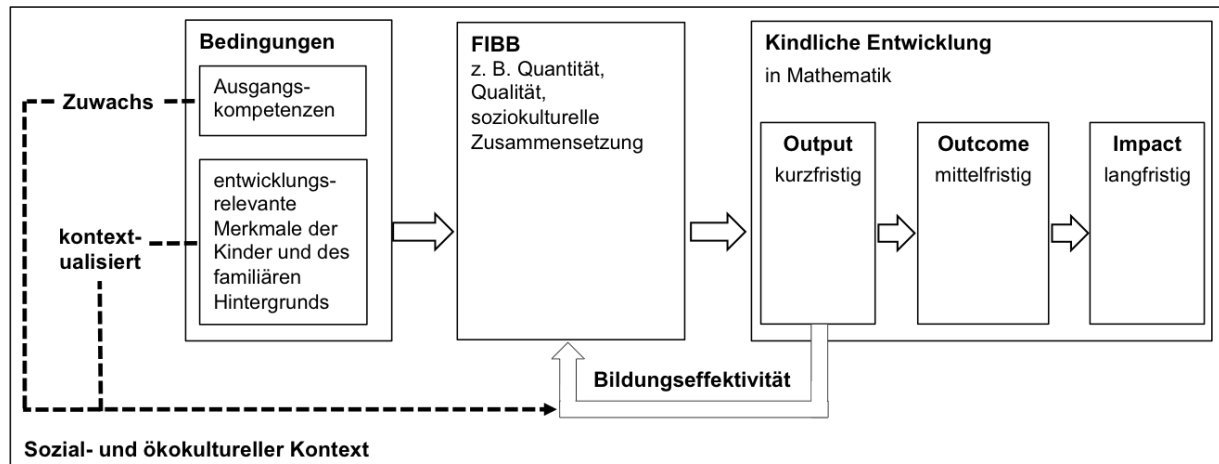 Bedingungen
Ausgangs-
kompetenzen
Zuwachs
entwicklungs-
relevante
Merkmale der
Kinder und des
familiären
Hintergrunds
kontext-
ualisiert
FIBB
z. B. Quantität,
Qualität,
soziokulturelle
Zusammensetzung
Kindliche Entwicklung
in Mathematik
Output
kurzfristig
Outcome
mittelfristig
Impact
langfristig
Bildungseffektivität
Sozial- und ökokultureller Kontext